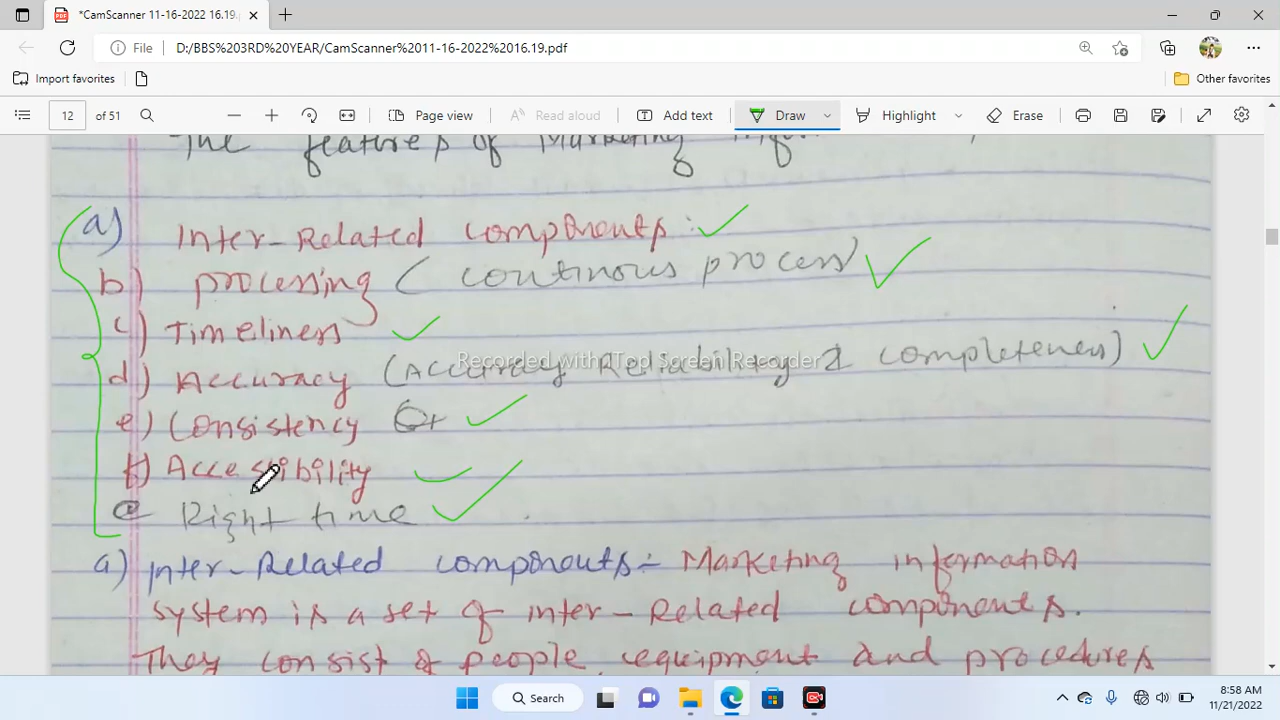 *CamScanner 11-16-2022 16.19.
File
D:/BBS%203RD%20YEAR/CamScanner%2011-16-2022%2016.19.pdf
Import favorites
Other favorites
12 of 51
Page view
Read aloud
Add text
Draw
Highlight
Erase
The features of Marketing
a) Inter-Related components :
b) processing ( continous process)
c) Timeliness
Recorded with iTop Screen Recorder
d) Accuracy (Accuracy Reliability & completeness)
e) Consistency
f) Accessibility
Right time
a) Inter-Related components :- Marketing information
system is a set of inter-Related components.
They consist of people, equipment and procedures
Search
8:58 AM
11/21/2022